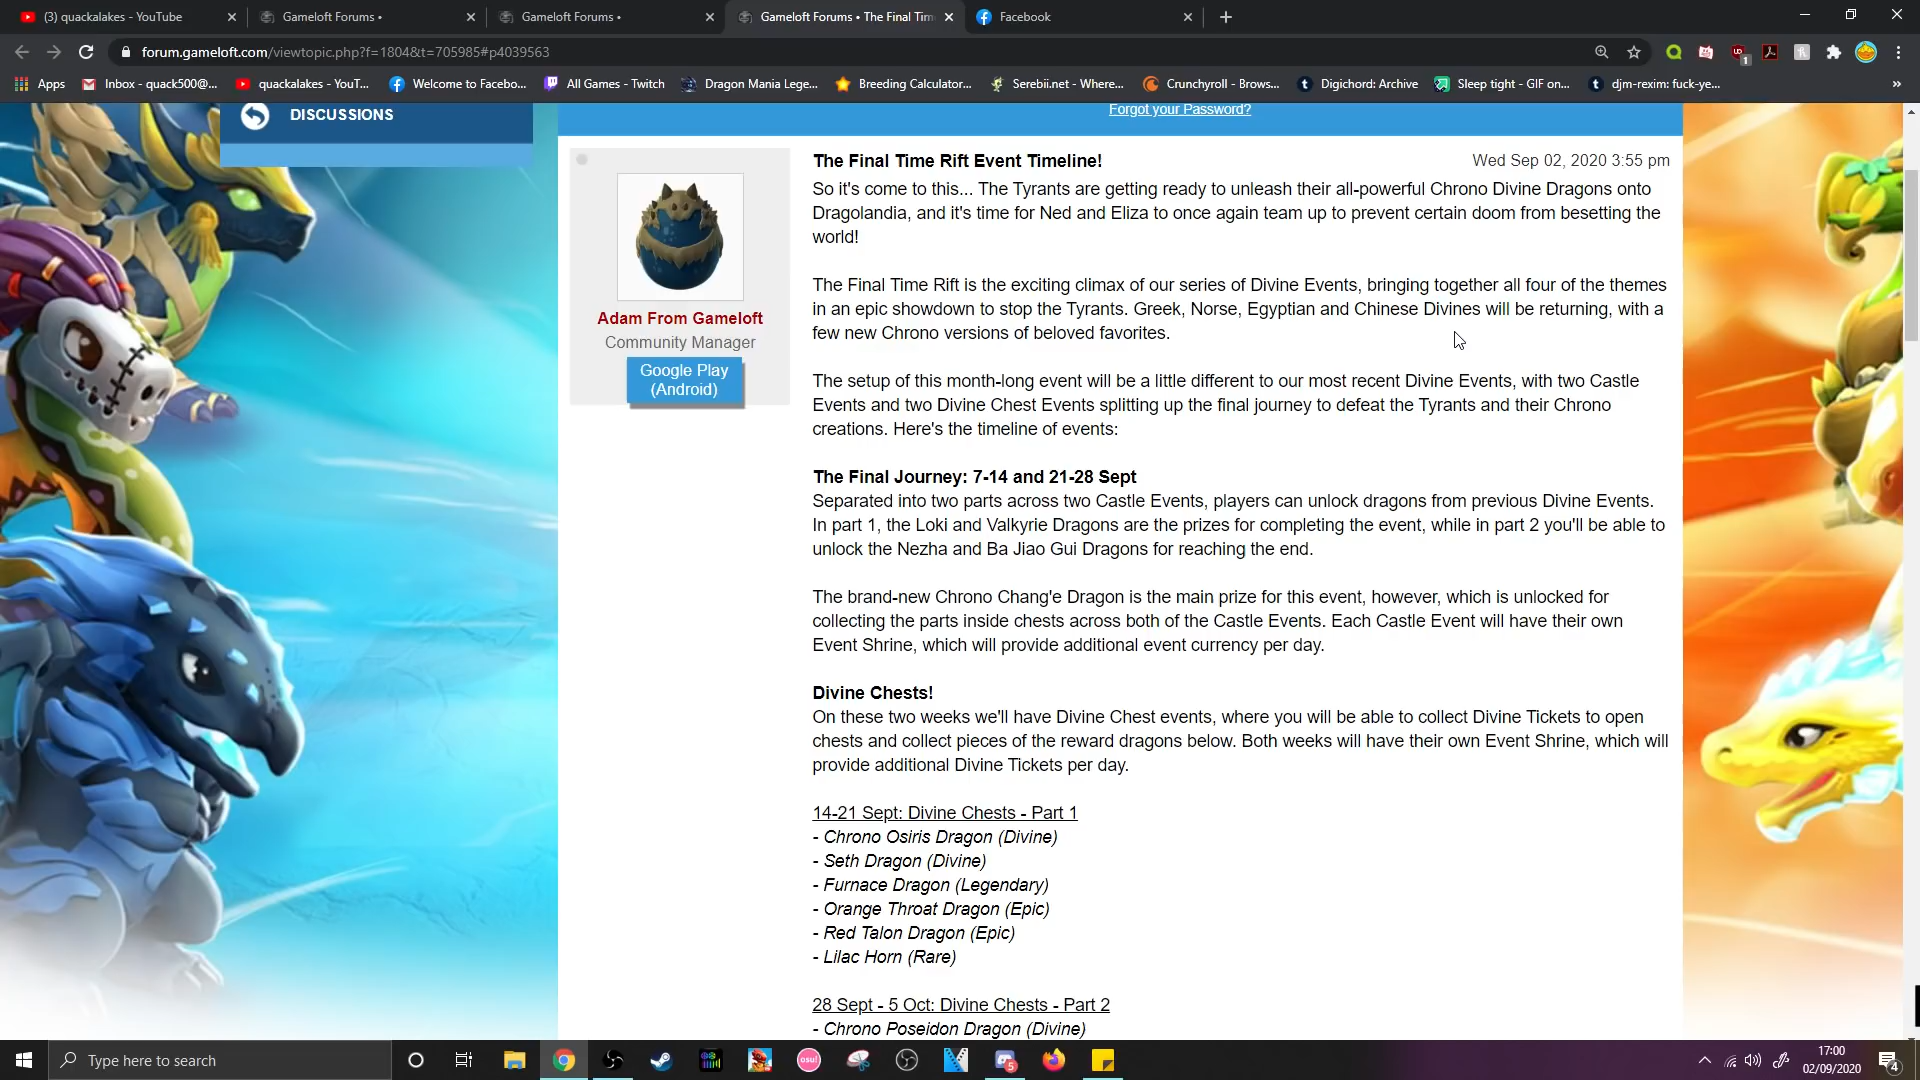 (3) quackalakes - YouTube
Gameloft Forums •
Gameloft Forums •
Gameloft Forums • The Final Tim
Facebook
forum.gameloft.com/viewtopic.php?f=1804&t=705985#p4039563
Apps
Inbox - quack500@...
quackalakes - YouT...
Welcome to Facebo...
All Games - Twitch
Dragon Mania Lege...
Breeding Calculator...
Serebii.net - Where...
Crunchyroll - Brows...
Digichord: Archive
Sleep tight - GIF on...
djm-rexim: fuck-ye...
DISCUSSIONS
Forgot your Password?
Adam From Gameloft
Community Manager
Google Play
(Android)
The Final Time Rift Event Timeline!
Wed Sep 02, 2020 3:55 pm
So it's come to this... The Tyrants are getting ready to unleash their all-powerful Chrono Divine Dragons onto
Dragolandia, and it's time for Ned and Eliza to once again team up to prevent certain doom from besetting the
world!
The Final Time Rift is the exciting climax of our series of Divine Events, bringing together all four of the themes
in an epic showdown to stop the Tyrants. Greek, Norse, Egyptian and Chinese Divines will be returning, with a
few new Chrono versions of beloved favorites.
The setup of this month-long event will be a little different to our most recent Divine Events, with two Castle
Events and two Divine Chest Events splitting up the final journey to defeat the Tyrants and their Chrono
creations. Here's the timeline of events:
The Final Journey: 7-14 and 21-28 Sept
Separated into two parts across two Castle Events, players can unlock dragons from previous Divine Events.
In part 1, the Loki and Valkyrie Dragons are the prizes for completing the event, while in part 2 you'll be able to
unlock the Nezha and Ba Jiao Gui Dragons for reaching the end.
The brand-new Chrono Chang'e Dragon is the main prize for this event, however, which is unlocked for
collecting the parts inside chests across both of the Castle Events. Each Castle Event will have their own
Event Shrine, which will provide additional event currency per day.
Divine Chests!
On these two weeks we'll have Divine Chest events, where you will be able to collect Divine Tickets to open
chests and collect pieces of the reward dragons below. Both weeks will have their own Event Shrine, which will
provide additional Divine Tickets per day.
14-21 Sept: Divine Chests - Part 1
- Chrono Osiris Dragon (Divine)
- Seth Dragon (Divine)
- Furnace Dragon (Legendary)
- Orange Throat Dragon (Epic)
- Red Talon Dragon (Epic)
- Lilac Horn (Rare)
28 Sept - 5 Oct: Divine Chests - Part 2
- Chrono Poseidon Dragon (Divine)
Type here to search
osu!
5
17:00
02/09/2020
4